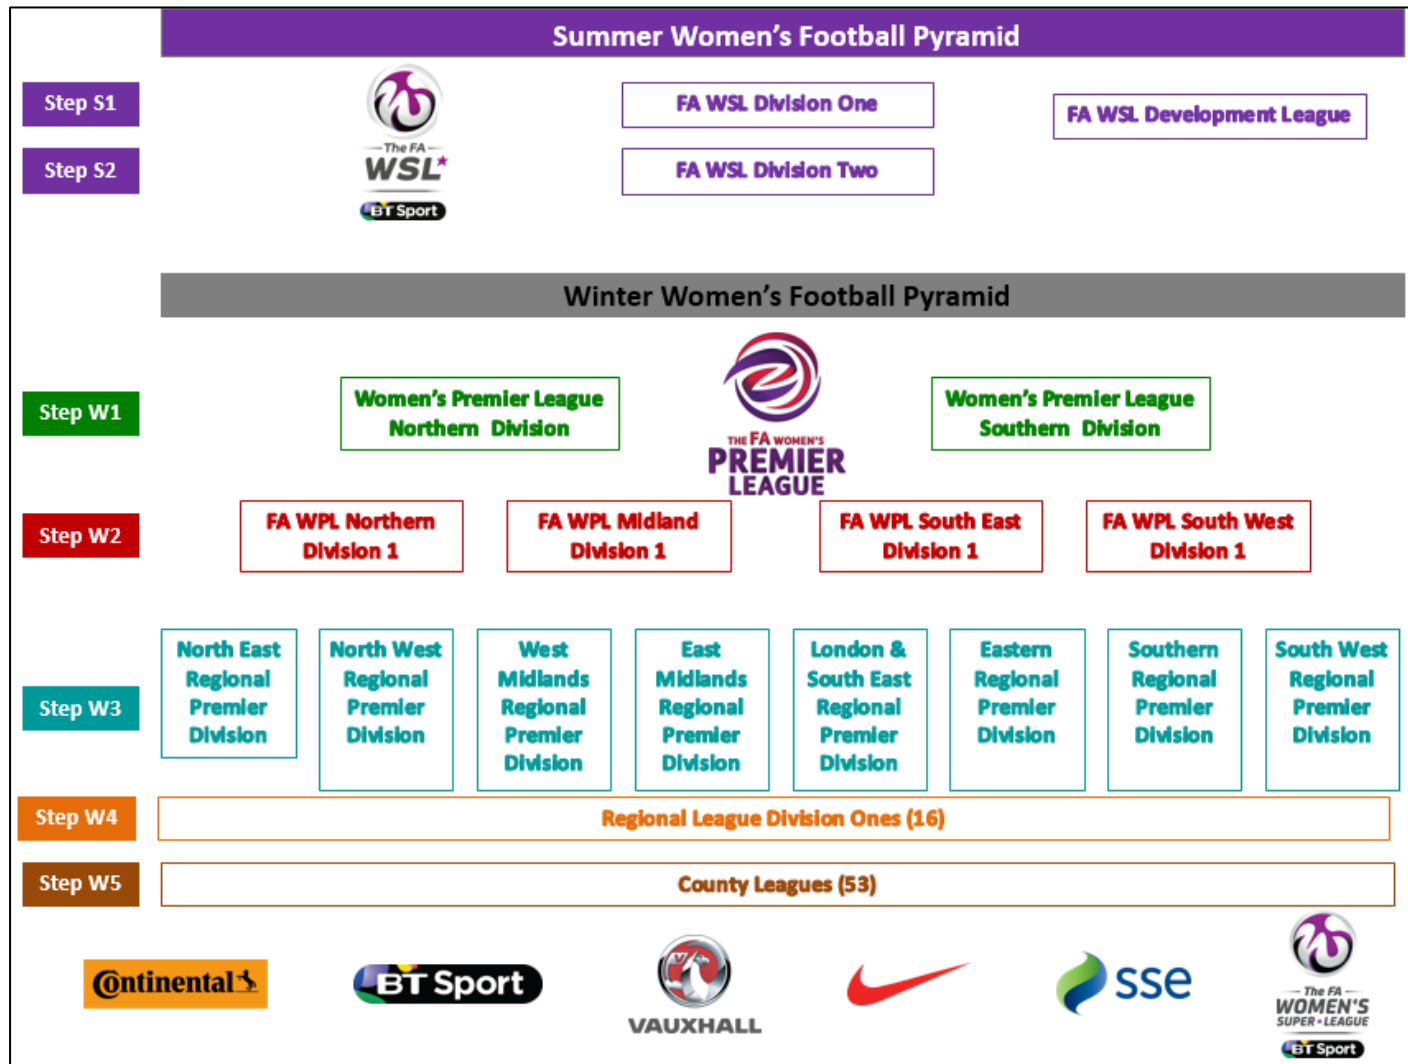 Summer Women's Football Pyramid
Step S1
FA WSL Division One
FA WSL Development League
The FA
WSL
BT Sport
Step S2
FA WSL Division Two
Winter Women's Football Pyramid
Step W1
Women's Premier League
Northern Division
THE FA WOMEN'S
PREMIER
LEAGUE
Women's Premier League
Southern Division
Step W2
FA WPL Northern
Division 1
FA WPL Midland
Division 1
FA WPL South East
Division 1
FA WPL South West
Division 1
Step W3
North East
Regional
Premier
Division
North West
Regional
Premier
Division
West
Midlands
Regional
Premier
Division
East
Midlands
Regional
Premier
Division
London &
South East
Regional
Premier
Division
Eastern
Regional
Premier
Division
Southern
Regional
Premier
Division
South West
Regional
Premier
Division
Step W4
Regional League Division Ones (16)
Step W5
County Leagues (53)
Continental
BT Sport
VAUXHALL
sse
The FA
WOMEN'S
SUPER LEAGUE
BT Sport